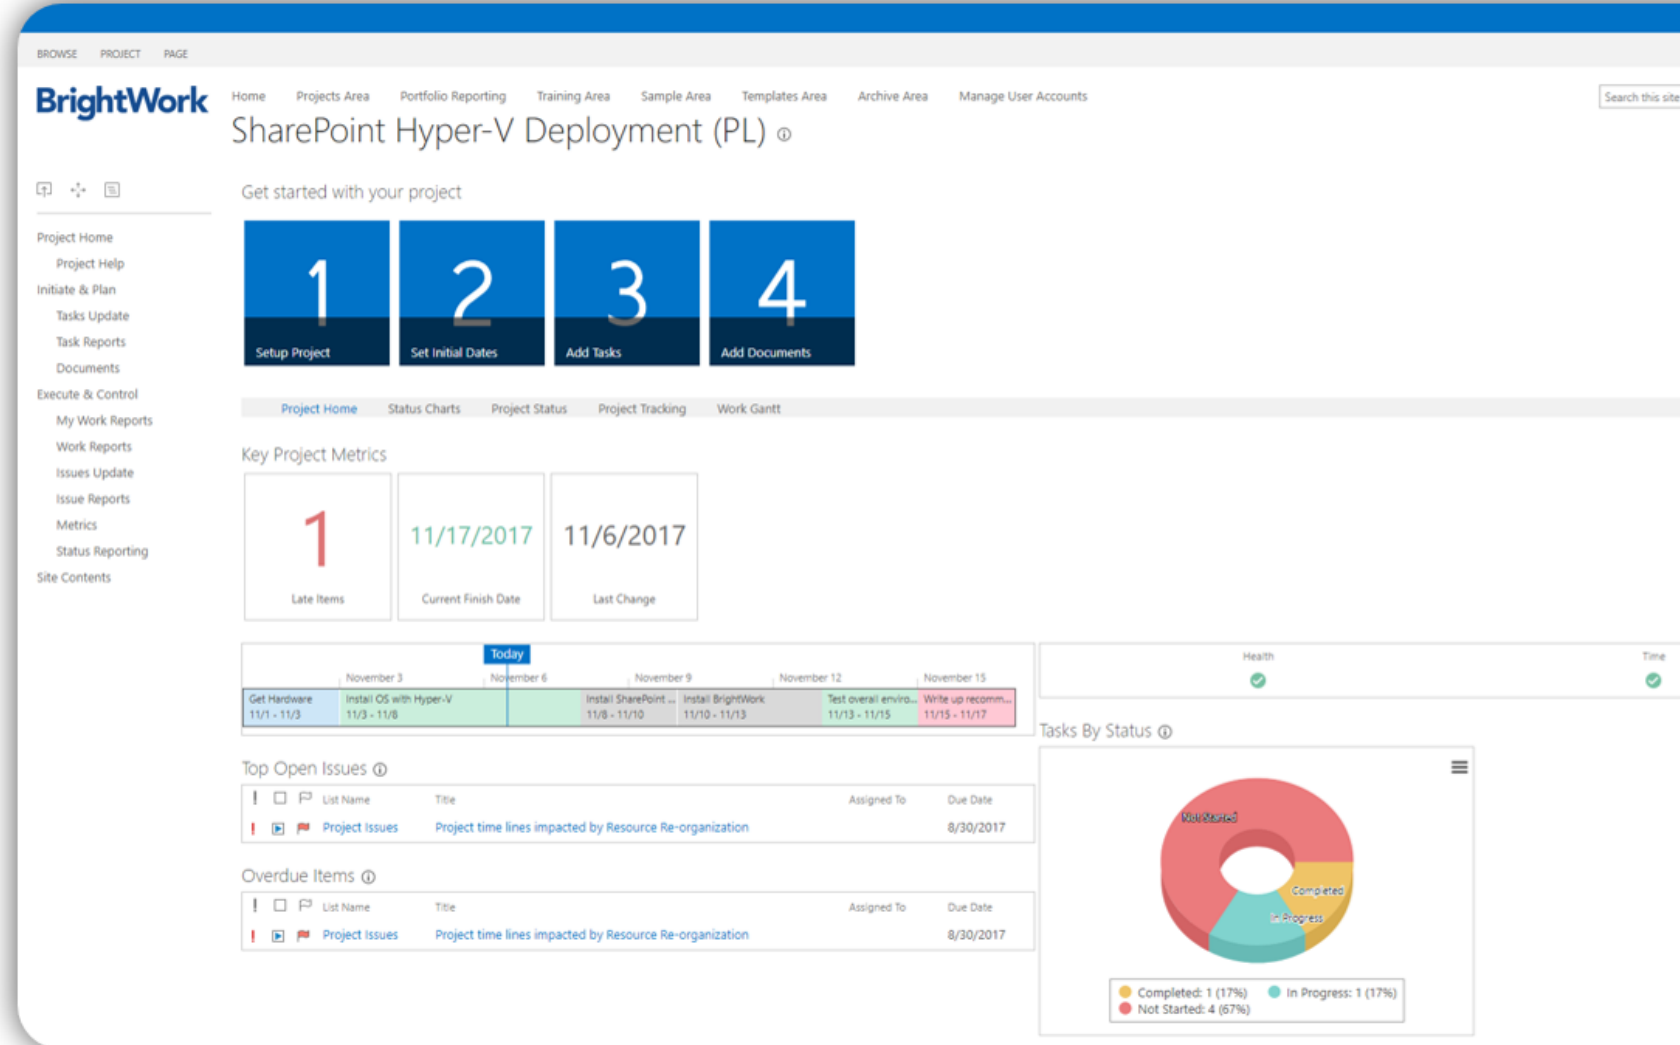 BROWSE PROJECT PAGE
BrightWork
Home Projects Area Portfolio Reporting Training Area Sample Area Templates Area Archive Area Manage User Accounts
Search this site
SharePoint Hyper-V Deployment (PL)
Get started with your project
Project Home
Project Help
Initiate & Plan
Tasks Update
Task Reports
Documents
Execute & Control
My Work Reports
Work Reports
Issues Update
Issue Reports
Metrics
Status Reporting
Site Contents
1 2 3 4
Setup Project Set Initial Dates Add Tasks Add Documents
Project Home Status Charts Project Status Project Tracking Work Gantt
Key Project Metrics
1 11/17/2017 11/6/2017
Late Items Current Finish Date Last Change
Today
November 3 November 6 November 9 November 12 November 15
Get Hardware Install OS with Hyper-V Install SharePoint ... Install BrightWork Test overall enviro... Write up recomm...
11/1 - 11/3 11/3 - 11/8 11/8 - 11/10 11/10 - 11/13 11/13 - 11/15 11/15 - 11/17
Health Time
Top Open Issues
List Name Title Assigned To Due Date
Project Issues Project time lines impacted by Resource Re-organization 8/30/2017
Overdue Items
List Name Title Assigned To Due Date
Project Issues Project time lines impacted by Resource Re-organization 8/30/2017
Tasks By Status
Not Started
Completed
In Progress
Completed: 1 (17%) In Progress: 1 (17%)
Not Started: 4 (67%)